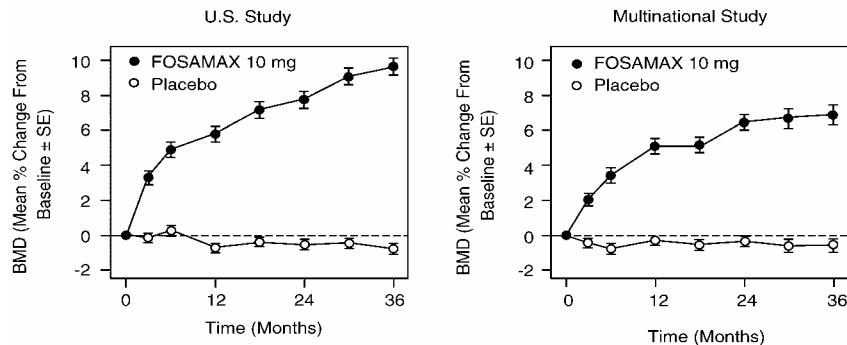 U.S. Study
BMD (Mean % Change From
Baseline ± SE)
10
8
6
4
2
0
-2
FOSAMAX 10 mg
Placebo
0 12 24 36
Time (Months)
Multinational Study
BMD (Mean % Change From
Baseline ± SE)
10
8
6
4
2
0
-2
FOSAMAX 10 mg
Placebo
0 12 24 36
Time (Months)